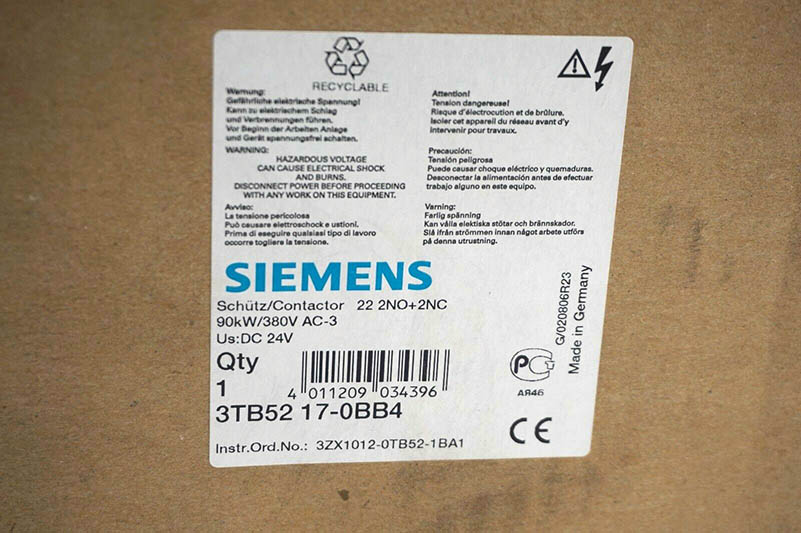 RECYCLABLE
Warnung:
Gefährliche elektrische Spannung!
Kann zu elektrischem Schlag
und Verbrennungen führen.
Vor Beginn der Arbeiten Anlage
und Gerät spannungsfrei schalten.
WARNING:
HAZARDOUS VOLTAGE
CAN CAUSE ELECTRICAL SHOCK
AND BURNS.
DISCONNECT POWER BEFORE PROCEEDING
WITH ANY WORK ON THIS EQUIPMENT.
Avviso:
La tensione pericolosa
Può causare elettroschock e ustioni.
Prima di eseguire qualsiasi tipo di lavoro
occorre togliere la tensione.
Attention!
Tension dangereuse!
Risque d'électrocution et de brûlure.
Isoler cet apareil du réseau avant d'y
intervenir pour travaux.
Precaución:
Tensión peligrosa
Puede causar choque eléctrico y quemaduras.
Desconectar la alimentación antes de efectuar
trabajo alguno en este equipo.
Varning:
Farlig spänning
Kan vålla elektiska stötar och brännskador.
Slå ifrån strömmen innan något arbete utförs
på denna utrustning.
SIEMENS
Schütz/Contactor 22 2NO+2NC
90kW/380V AC-3
Us:DC 24V
Qty
1
4 011209 034396
3TB52 17-0BB4
Instr.Ord.No.: 3ZX1012-0TB52-1BA1
G/020806R23
Made in Germany
АЯ46
CE